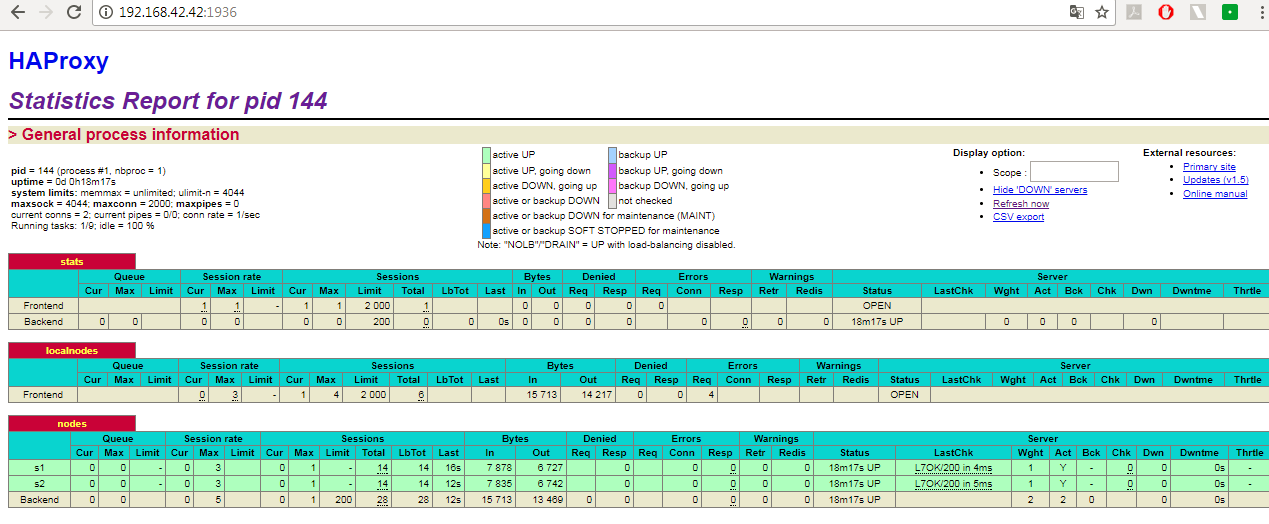 192.168.42.42:1936
HAProxy
Statistics Report for pid 144
> General process information
pid = 144 (process #1, nbproc = 1)
uptime = 0d 0h18m17s
system limits: memmax = unlimited; ulimit-n = 4044
maxsock = 4044; maxconn = 2000; maxpipes = 0
current conns = 2; current pipes = 0/0; conn rate = 1/sec
Running tasks: 1/9; idle = 100 %
active UP backup UP
active UP, going down backup UP, going down
active DOWN, going up backup DOWN, going up
active or backup DOWN not checked
active or backup DOWN for maintenance (MAINT)
active or backup SOFT STOPPED for maintenance
Note: "NOLB"/"DRAIN" = UP with load-balancing disabled.
Display option:
• Scope :
• Hide 'DOWN' servers
• Refresh now
• CSV export
External resources:
• Primary site
• Updates (v1.5)
• Online manual
stats
Queue Session rate Sessions Bytes Denied Errors Warnings Server
Cur Max Limit Cur Max Limit Cur Max Limit Total LbTot Last In Out Req Resp Req Conn Resp Retr Redis Status LastChk Wght Act Bck Chk Dwn Dwntme Thrtle
Frontend 1 1 - 1 1 2 000 1 0 0 0 0 0 OPEN
Backend 0 0 0 0 0 0 200 0 0 0s 0 0 0 0 0 0 0 0 18m17s UP 0 0 0 0
localnodes
Queue Session rate Sessions Bytes Denied Errors Warnings Server
Cur Max Limit Cur Max Limit Cur Max Limit Total LbTot Last In Out Req Resp Req Conn Resp Retr Redis Status LastChk Wght Act Bck Chk Dwn Dwntme Thrtle
Frontend 0 3 - 1 4 2 000 6 15 713 14 217 0 0 4 OPEN
nodes
Queue Session rate Sessions Bytes Denied Errors Warnings Server
Cur Max Limit Cur Max Limit Cur Max Limit Total LbTot Last In Out Req Resp Req Conn Resp Retr Redis Status LastChk Wght Act Bck Chk Dwn Dwntme Thrtle
s1 0 0 - 0 3 0 1 - 14 14 16s 7 878 6 727 0 0 0 0 0 18m17s UP L7OK/200 in 4ms 1 Y - 0 0 0s -
s2 0 0 - 0 3 0 1 - 14 14 12s 7 835 6 742 0 0 0 0 0 18m17s UP L7OK/200 in 5ms 1 Y - 0 0 0s -
Backend 0 0 0 5 0 1 200 28 28 12s 15 713 13 469 0 0 0 0 0 0 18m17s UP 2 2 0 0 0s